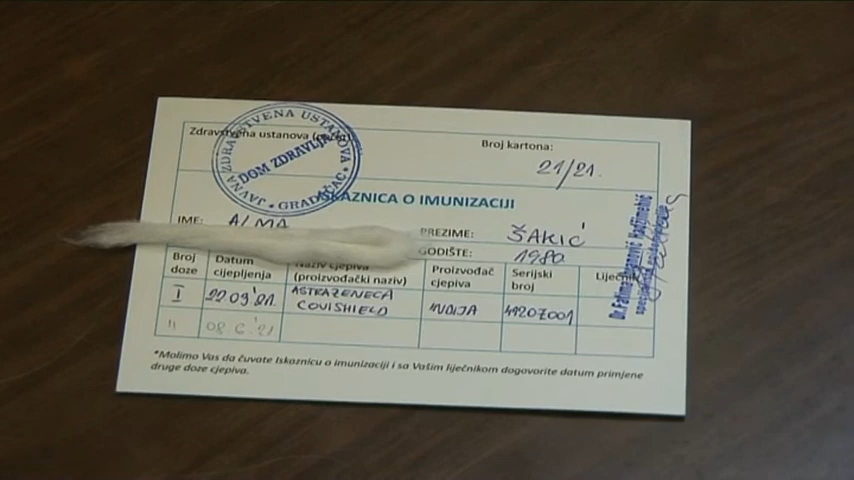 Zdravstvena ustanova (pečat)
JAVNA ZDRAVSTVENA USTANOVA
DOM ZDRAVLJA
GRADAČAC
Broj kartona:
21/21.
ISKAZNICA O IMUNIZACIJI
IME: ALMA PREZIME: ŠAKIĆ
GODIŠTE: 1980
Broj doze Datum cijepljenja Naziv cjepiva (proizvođački naziv) Proizvođač cjepiva Serijski broj
I 22.03'21. ASTRAZENECA COVISHIELD INDIJA 4120Z001
II
*Molimo Vas da čuvate Iskaznicu o imunizaciji i sa Vašim liječnikom dogovorite datum primjene
druge doze cjepiva.